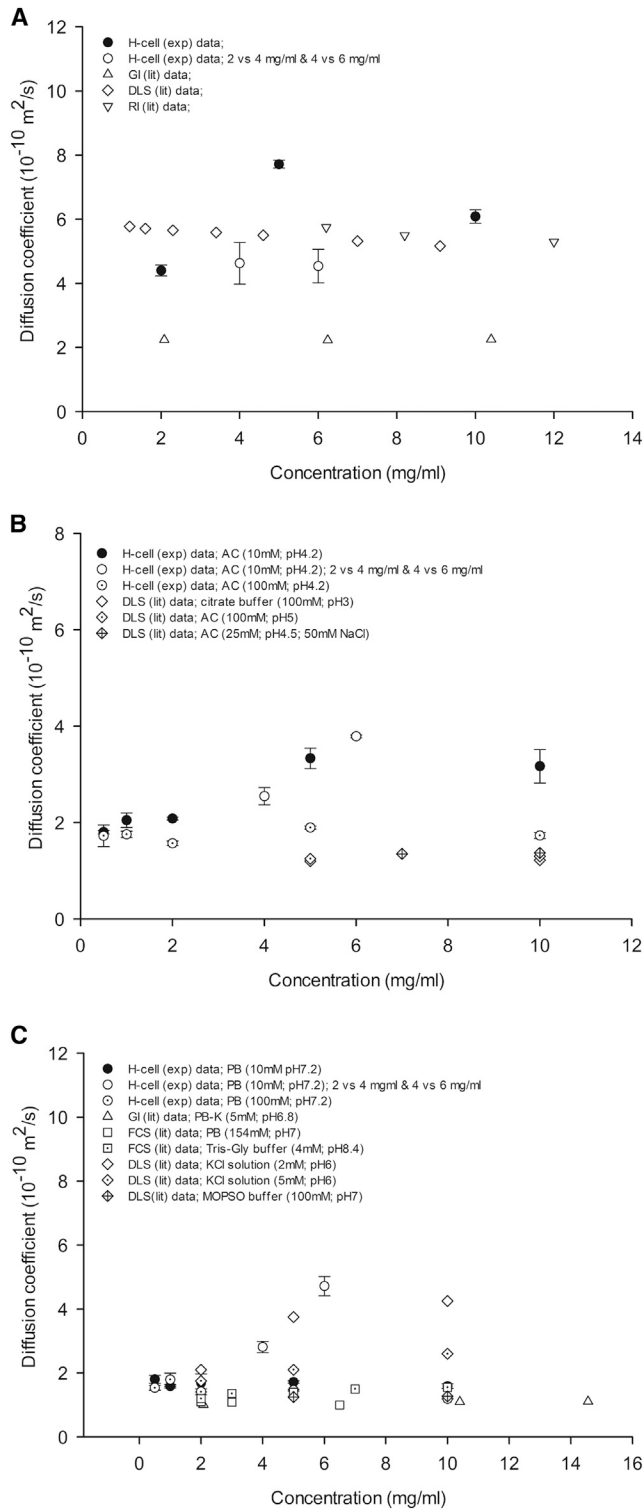 A
12
10
8
6
4
2
0
Diffusion coefficient (10-10 m2/s)
H-cell (exp) data;
H-cell (exp) data; 2 vs 4 mg/ml & 4 vs 6 mg/ml
GI (lit) data;
DLS (lit) data;
RI (lit) data;
0 2 4 6 8 10 12 14
Concentration (mg/ml)
B
8
6
4
2
0
Diffusion coefficient (10-10 m2/s)
H-cell (exp) data; AC (10mM; pH4.2)
H-cell (exp) data; AC (10mM; pH4.2); 2 vs 4 mg/ml & 4 vs 6 mg/ml
H-cell (exp) data; AC (100mM; pH4.2)
DLS (lit) data; citrate buffer (100mM; pH3)
DLS (lit) data; AC (100mM; pH5)
DLS (lit) data; AC (25mM; pH4.5; 50mM NaCl)
0 2 4 6 8 10 12
Concentration (mg/ml)
C
12
10
8
6
4
2
0
Diffusion coefficient (10-10 m2/s)
H-cell (exp) data; PB (10mM pH7.2)
H-cell (exp) data; PB (10mM; pH7.2); 2 vs 4 mgml & 4 vs 6 mg/ml
H-cell (exp) data; PB (100mM; pH7.2)
GI (lit) data; PB-K (5mM; pH6.8)
FCS (lit) data; PB (154mM; pH7)
FCS (lit) data; Tris-Gly buffer (4mM; pH8.4)
DLS (lit) data; KCl solution (2mM; pH6)
DLS (lit) data; KCl solution (5mM; pH6)
DLS(lit) data; MOPSO buffer (100mM; pH7)
0 2 4 6 8 10 12 14 16
Concentration (mg/ml)